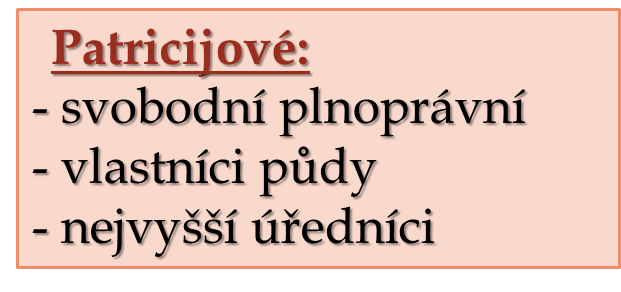 Patricijové:
- svobodní plnoprávní
- vlastníci půdy
- nejvyšší úředníci